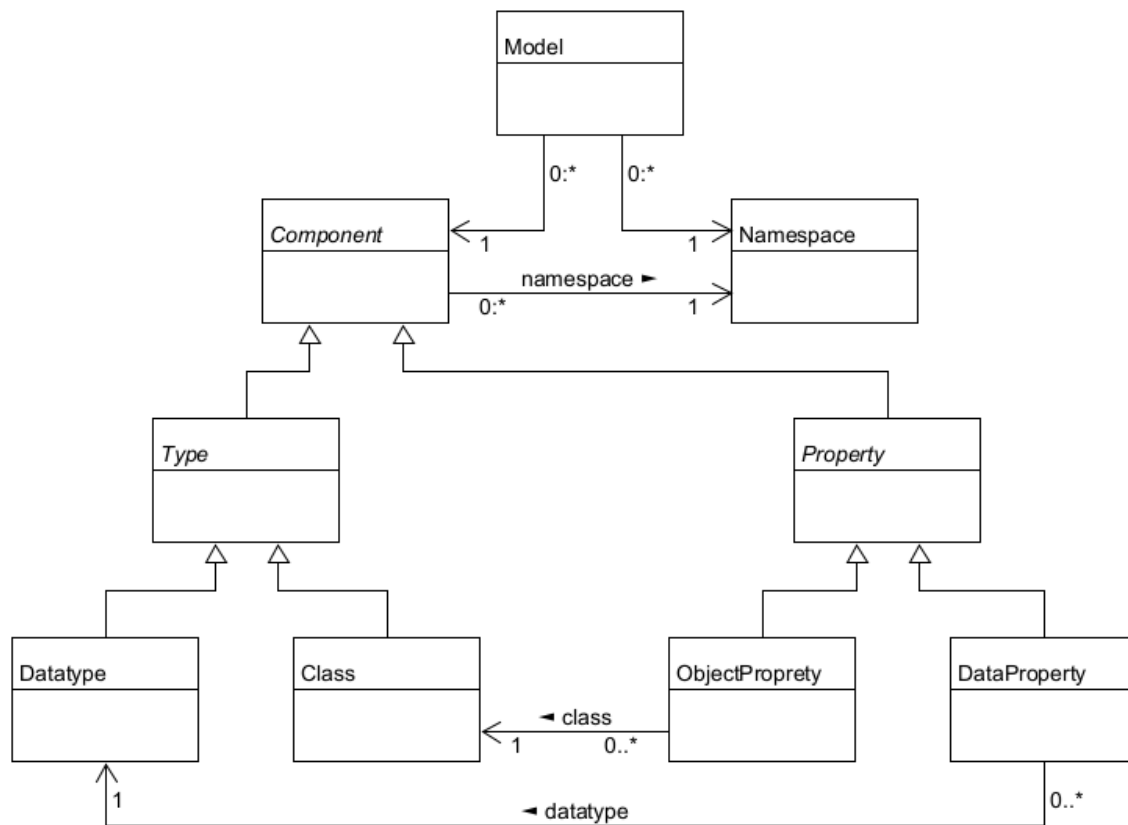 Model
0:* 0:*
Component
Namespace
1 1
namespace ►
0:* 1
Type
Property
Datatype
Class
ObjectProprety
DataProperty
◄ class
1 0..*
1 0..*
◄ datatype